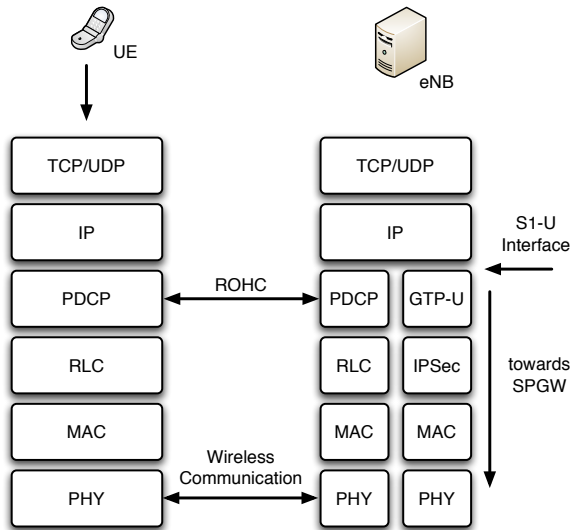 UE
eNB
TCP/UDP
TCP/UDP
IP
IP
S1-U
Interface
PDCP
ROHC
PDCP
GTP-U
RLC
RLC
IPSec
towards
SPGW
MAC
MAC
MAC
Wireless
Communication
PHY
PHY
PHY